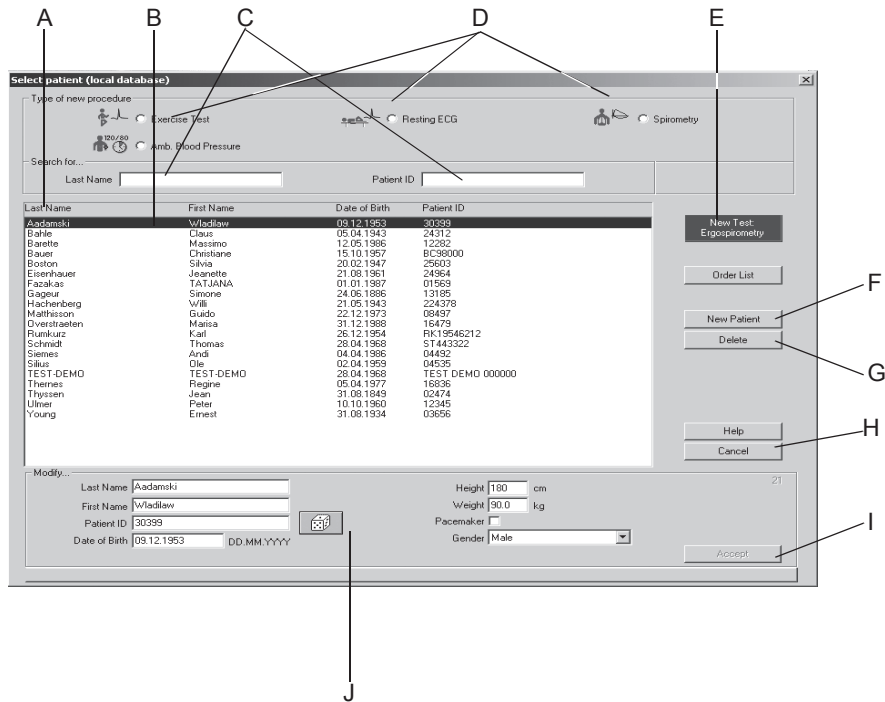 A B C D E
Select patient (local database)
Type of new procedure
Exercise Test Resting ECG Spirometry
120/80 Amb. Blood Pressure
Search for...
Last Name Patient ID
Last Name First Name Date of Birth Patient ID
Aadamski Wladilaw 09.12.1953 30399
Bahle Claus 05.04.1943 24312
Barette Massimo 12.05.1986 12282
Bauer Christiane 15.10.1957 BC98000
Boston Silvia 20.02.1947 25603
Eisenhauer Jeanette 21.08.1961 24964
Fazakas TATJANA 01.01.1987 01569
Gageur Simone 24.06.1886 13185
Hachenberg Willi 21.05.1943 224378
Matthisson Guido 22.12.1973 08497
Overstraeten Marisa 31.12.1988 16479
Rumkurz Karl 26.12.1954 RK19546212
Schmidt Thomas 28.04.1968 ST443322
Siemes Andi 04.04.1986 04492
Silius Ole 02.04.1959 04535
TEST-DEMO TEST-DEMO 28.04.1968 TEST DEMO 000000
Thernes Regine 05.04.1977 16836
Thyssen Jean 31.08.1849 02474
Ulmer Peter 10.10.1960 12345
Young Ernest 31.08.1934 03656
New Test:
Ergospirometry
Order List
New Patient
Delete
Help
Cancel
F
G
H
I
Modify...
21
Last Name Aadamski Height 180 cm
First Name Wladilaw Weight 90.0 kg
Patient ID 30399 Pacemaker
Date of Birth 09.12.1953 DD.MM.YYYY Gender Male
Accept
J